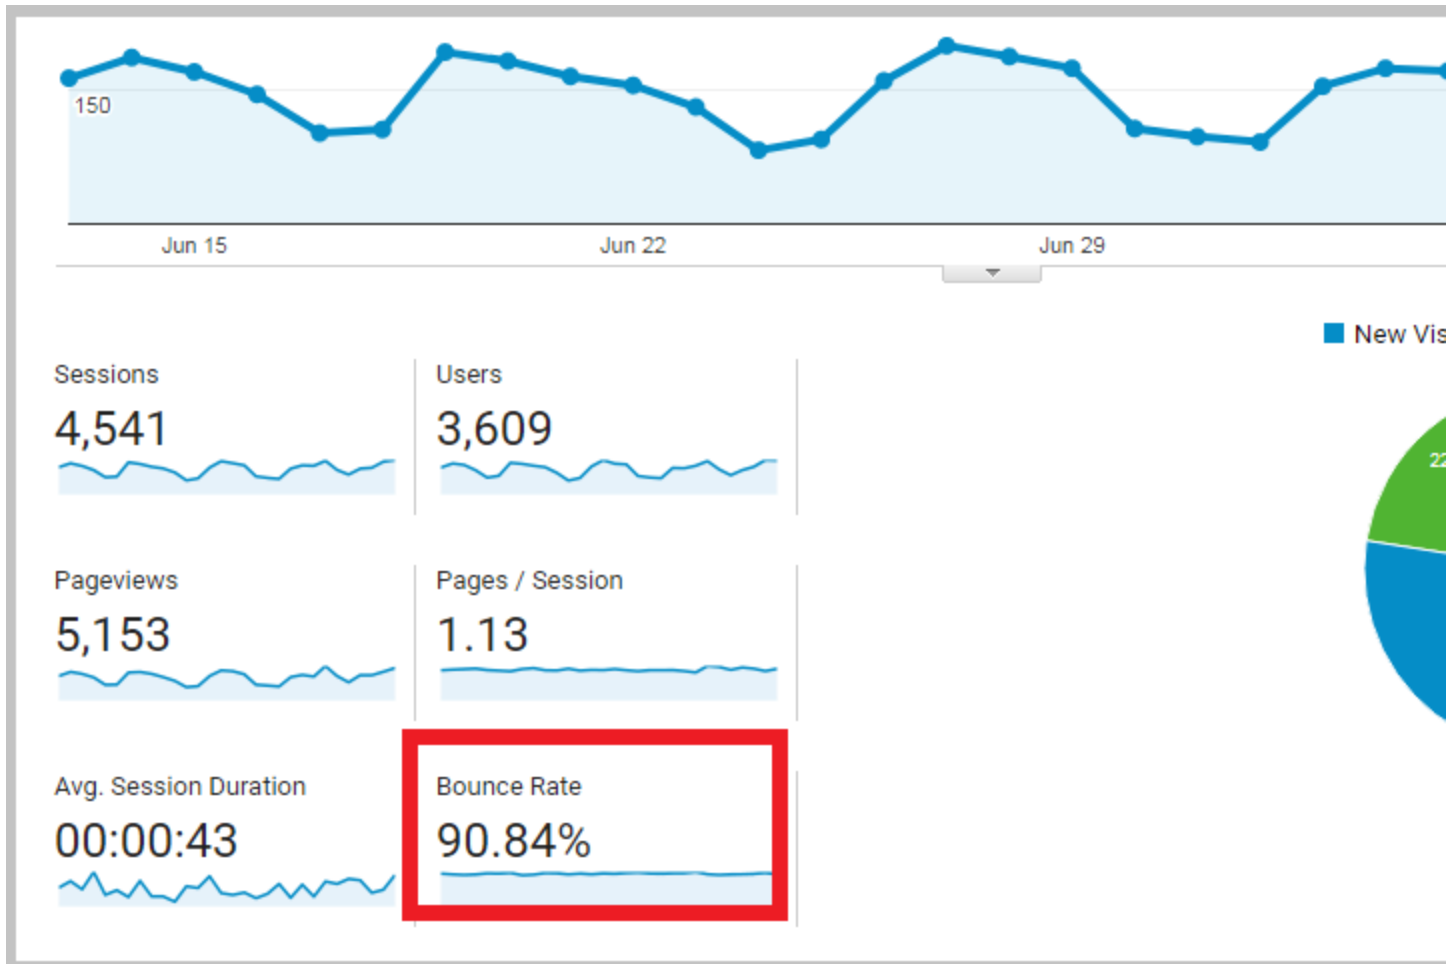 150
Jun 15
Jun 22
Jun 29
New Vis
Sessions
4,541
Users
3,609
22
Pageviews
5,153
Pages / Session
1.13
Avg. Session Duration
00:00:43
Bounce Rate
90.84%